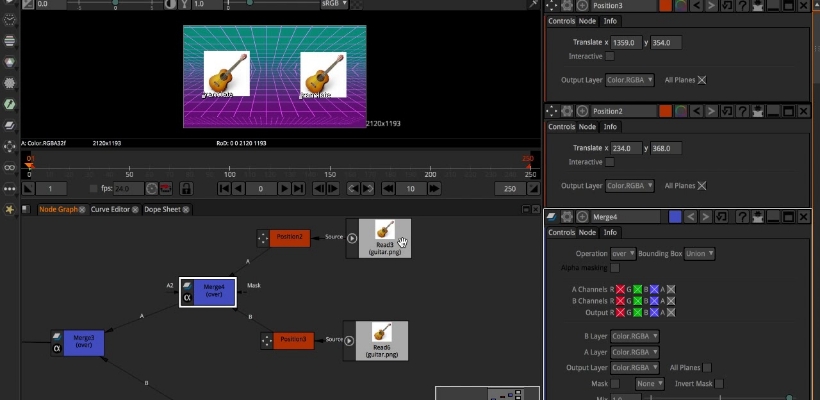 0.0
Y: 1.0
sRGB
Position3
Controls Node Info
Translate x 1359.0 y 354.0
Interactive
Output Layer Color.RGBA All Planes
translate
translate
2120x1193
Position2
Controls Node Info
A: Color.RGBA32f 2120x1193 RoD: 0 0 2120 1193
Translate x 234.0 y 368.0
Interactive
Output Layer Color.RGBA All Planes
0 50 100 150 200 250
250
1 fps: 24.0 0 10 250
Node Graph Curve Editor Dope Sheet
Merge4
Controls Node Info
Operation over Bounding Box Union
Alpha masking
A Channels R G B A
B Channels R G B A
Output R G B A
B Layer Color.RGBA
A Layer Color.RGBA
Output Layer Color.RGBA All Planes
Mask None Invert Mask
Mix 1.0
Position2
Source
Read3
(guitar.png)
A
A2
Merge4
(over)
Mask
A
B
Merge3
(over)
Position3
Source
Read6
(guitar.png)
B